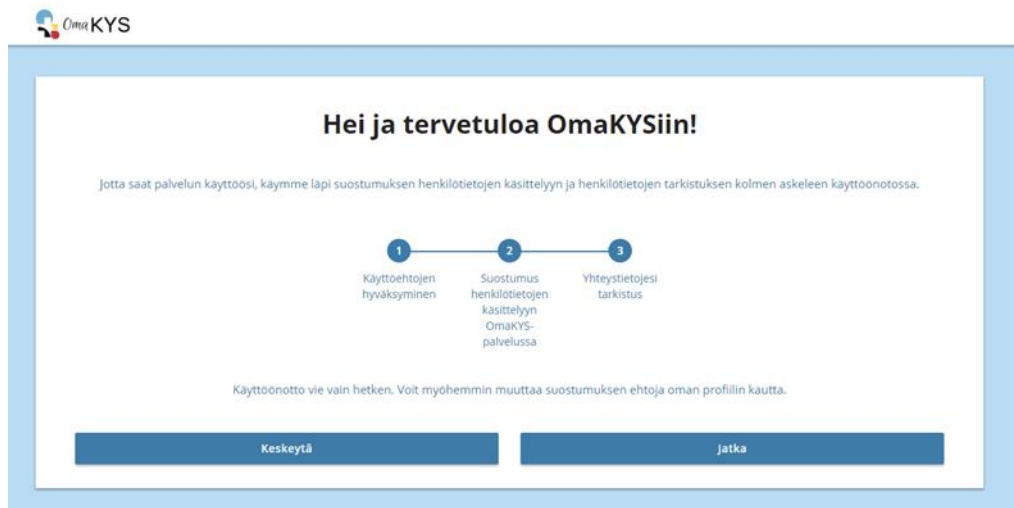 Oma KYS
Hei ja tervetuloa OmaKYSiin!
Jotta saat palvelun käyttöösi, käymme läpi suostumuksen henkilötietojen käsittelyyn ja henkilötietojen tarkistuksen kolmen askeleen käyttöönotossa.
1
2
3
Käyttöehtojen
hyväksyminen
Suostumus
henkilötietojen
käsittelyyn
OmaKYS-
palvelussa
Yhteystietojesi
tarkistus
Käyttöönotto vie vain hetken. Voit myöhemmin muuttaa suostumuksen ehtoja oman profiilin kautta.
Keskeytä
Jatka